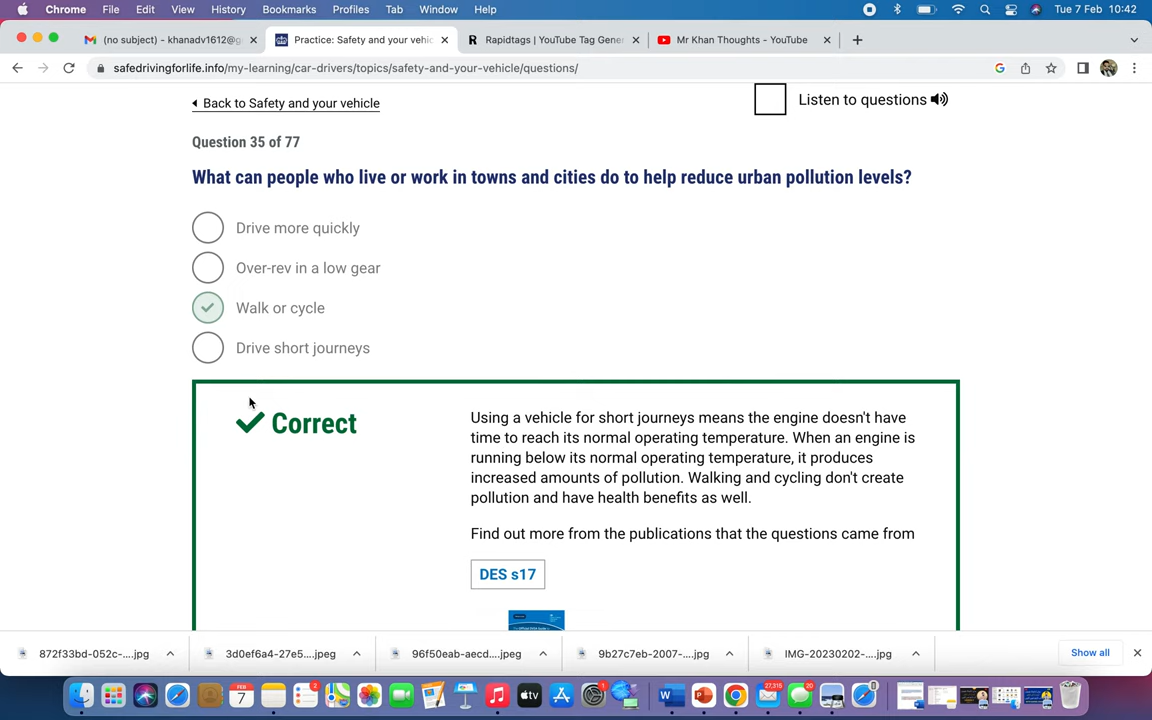 Chrome File Edit View History Bookmarks Profiles Tab Window Help Tue 7 Feb 10:42
(no subject) - khanadv1612@g Practice: Safety and your vehic Rapidtags | YouTube Tag Gener Mr Khan Thoughts - YouTube
safedrivingforlife.info/my-learning/car-drivers/topics/safety-and-your-vehicle/questions/
Back to Safety and your vehicle
Listen to questions
Question 35 of 77
What can people who live or work in towns and cities do to help reduce urban pollution levels?
Drive more quickly
Over-rev in a low gear
Walk or cycle
Drive short journeys
Correct
Using a vehicle for short journeys means the engine doesn't have
time to reach its normal operating temperature. When an engine is
running below its normal operating temperature, it produces
increased amounts of pollution. Walking and cycling don't create
pollution and have health benefits as well.
Find out more from the publications that the questions came from
DES s17
872f33bd-052c-....jpg 3d0ef6a4-27e5....jpeg 96f50eab-aecd....jpeg 9b27c7eb-2007-....jpg IMG-20230202-....jpg Show all